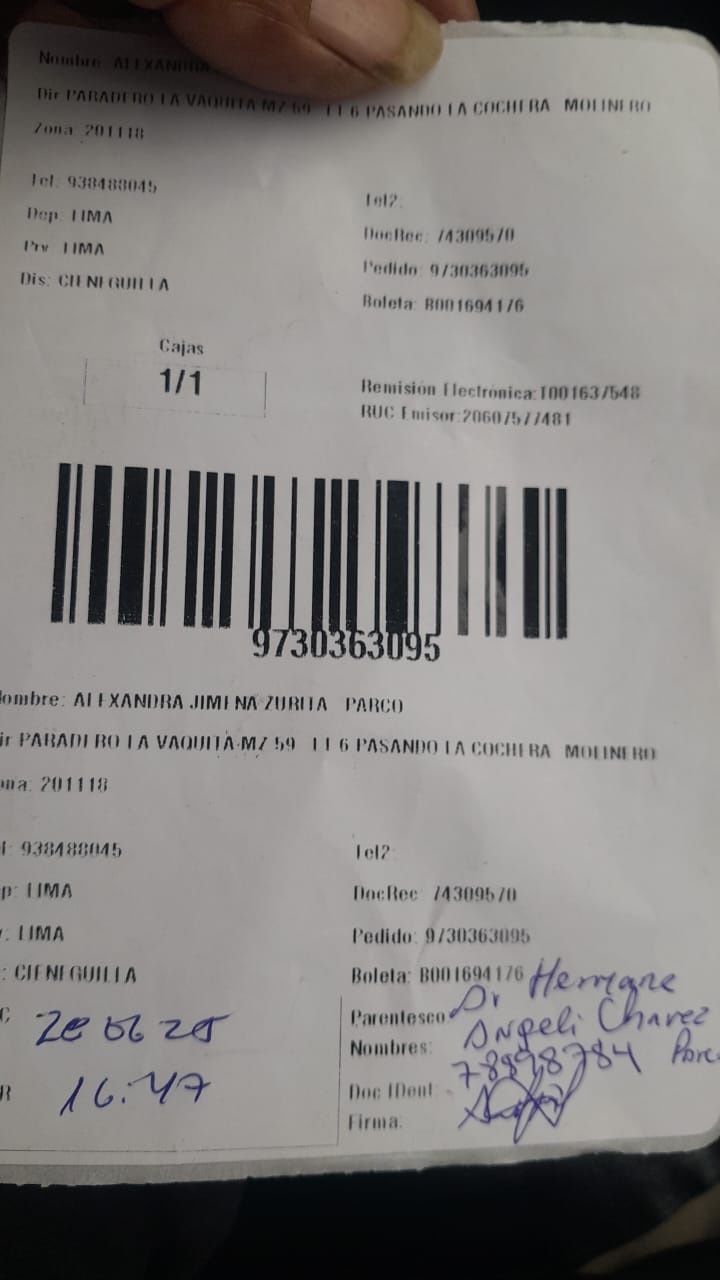 Nombre: ALEXANDRA
Dir PARADERO LA VAQUITA MZ 59 LT 6 PASANDO LA COCHERA MOLINERO
Zona 201118
Tel: 938488045
Tel2:
Dep: LIMA
DocRec: 74309570
Prv: LIMA
Pedido: 9730363095
Dis: CIENEGUILLA
Boleta: B001694176
Cajas
1/1
Remisión Electrónica:T001637548
RUC Emisor:20607577481
9730363095
ombre: ALEXANDRA JIMENA ZURITA PARCO
ir PARADERO LA VAQUITA MZ 59 LT 6 PASANDO LA COCHERA MOLINERO
ona: 201118
l: 938488045
Tel2:
p: LIMA
DocRec: 74309570
: LIMA
Pedido: 9730363095
: CIENEGUILLA
Boleta: B001694176
Parentesco Hermane
Nombres: Angeli Chavez Parc
Doc IDent: 78898784
Firma:
16:47